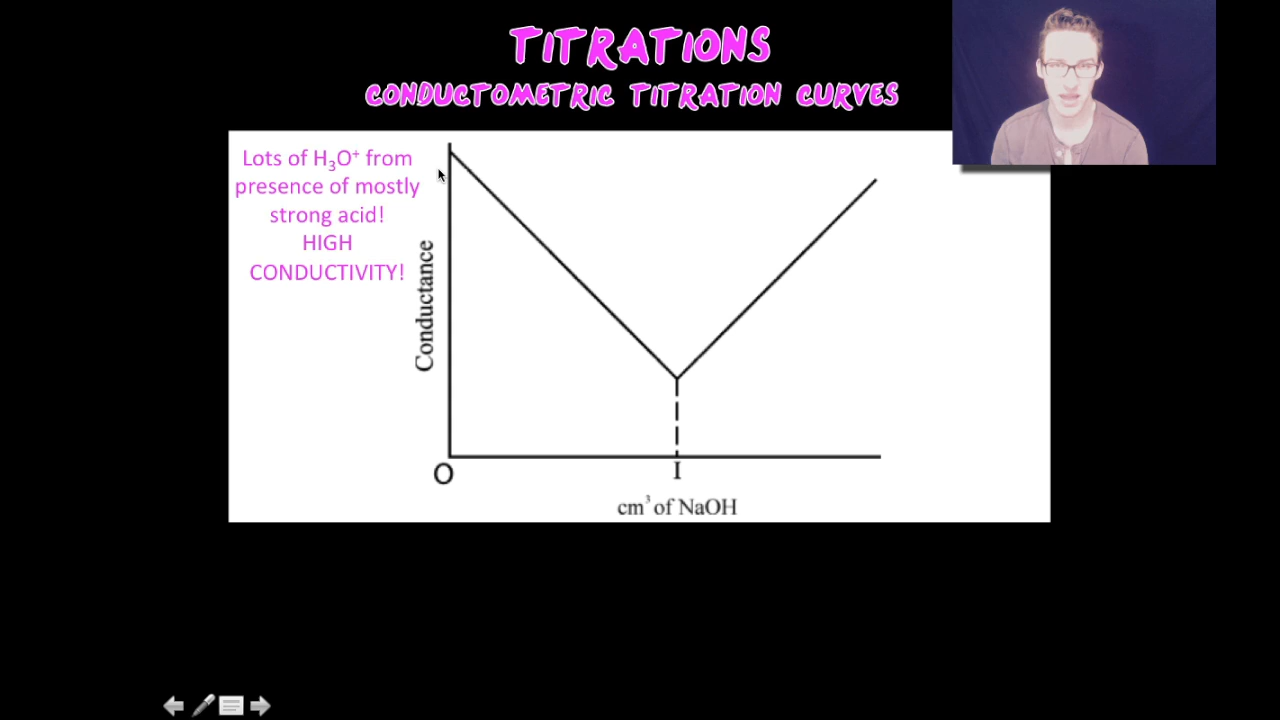 TITRATIONS
CONDUCTOMETRIC TITRATION CURVES
Lots of H₃O⁺ from
presence of mostly
strong acid!
HIGH
CONDUCTIVITY!
Conductance
O
I
cm³ of NaOH